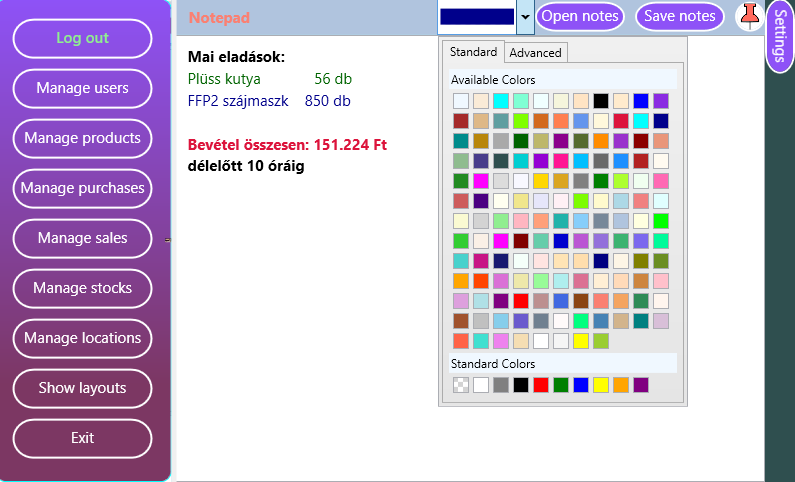 Log out
Manage users
Manage products
Manage purchases
Manage sales
Manage stocks
Manage locations
Show layouts
Exit
Notepad
Open notes
Save notes
Settings
Mai eladások:
Plüss kutya 56 db
FFP2 szájmaszk 850 db
Bevétel összesen: 151.224 Ft
délelőtt 10 óráig
Standard
Advanced
Available Colors
Standard Colors